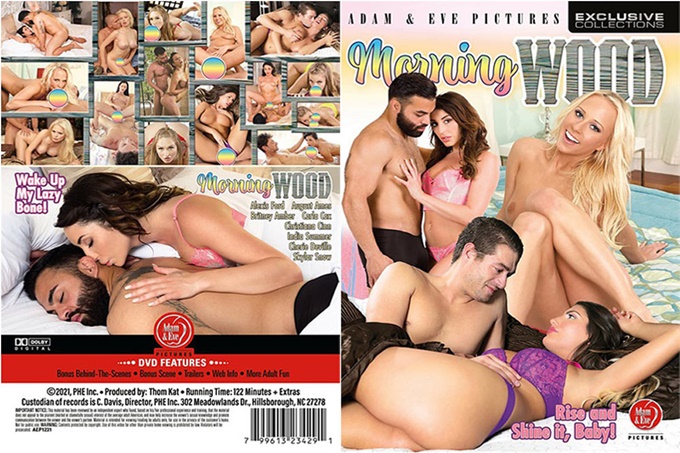 Wake Up
My Lazy
Bone!
Morning WOOD
Alexis Ford August Ames
Britney Amber Carla Cox
Christiana Cinn
India Summer
Cherie Deville
Skylar Snow
DOLBY
DIGITAL
Adam
& Eve
PICTURES
DVD FEATURES
Bonus Behind-The-Scenes • Bonus Scene • Trailers • Web Info • More Adult Fun
©2021, PHE Inc. • Produced by: Thom Kat • Running Time: 122 Minutes + Extras
Custodian of records is C. Davis, Director, PHE Inc. 302 Meadowlands Dr., Hillsborough, NC 27278
AEP1231
7 99613 23429 1
ADAM & EVE PICTURES
EXCLUSIVE
COLLECTIONS
Morning WOOD
Rise and
Shine it, Baby!
Adam
& Eve
PICTURES